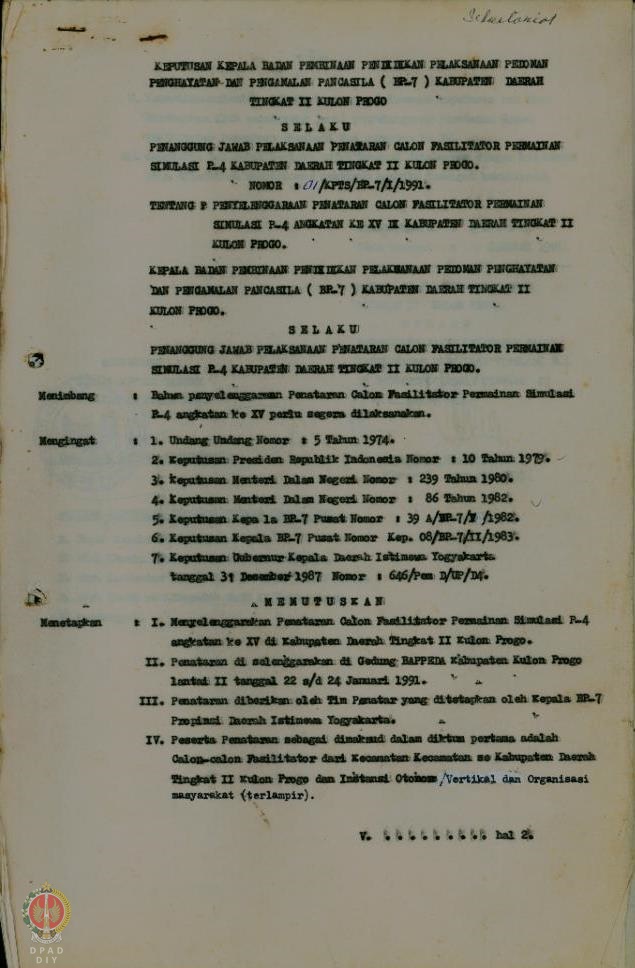 KEPUTUSAN KEPALA BADAN PEMBINAAN PENDIDIKAN PELAKSANAAN PEDOMAN
PENGHAYATAN DAN PENGAMALAN PANCASILA ( BP-7 ) KABUPATEN DAERAH
TINGKAT II KULON PROGO
S E L A K U
PENANGGUNG JAWAB PELAKSANAAN PENATARAN CALON FASILITATOR PERMAINAN
SIMULASI P-4 KABUPATEN DAERAH TINGKAT II KULON PROGO.
NOMOR : 01/KPTS/BP-7/I/1991.
TENTANG : PENYELENGGARAAN PENATARAN CALON FASILITATOR PERMAINAN
SIMULASI P-4 ANGKATAN KE XV DI KABUPATEN DAERAH TINGKAT II
KULON PROGO.
KEPALA BADAN PEMBINAAN PENDIDIKAN PELAKSANAAN PEDOMAN PENGHAYATAN
DAN PENGAMALAN PANCASILA ( BP-7 ) KABUPATEN DAERAH TINGKAT II
KULON PROGO.
S E L A K U
PENANGGUNG JAWAB PELAKSANAAN PENATARAN CALON FASILITATOR PERMAINAN
SIMULASI P-4 KABUPATEN DAERAH TINGKAT II KULON PROGO.
Menimbang : Bahwa penyelenggaraan Penataran Calon Fasilitator Permainan Simulasi
P-4 angkatan ke XV perlu segera dilaksanakan.
Mengingat : 1. Undang Undang Nomor : 5 Tahun 1974.
2. Keputusan Presiden Republik Indonesia Nomor : 10 Tahun 1979.
3. Keputusan Menteri Dalam Negeri Nomor : 239 Tahun 1980.
4. Keputusan Menteri Dalam Negeri Nomor : 86 Tahun 1982.
5. Keputusan Kepa la BP-7 Pusat Nomor : 39 A/BP-7/ /1982.
6. Keputusan Kepala BP-7 Pusat Nomor Kep. 08/BP-7/II/1983.
7. Keputusan Gubernur Kepala Daerah Istimewa Yogyakarta
tanggal 31 Desember 1987 Nomor : 646/Pem D/UP/D4.
M E M U T U S K A N
Menetapkan : I. Menyelenggarakan Penataran Calon Fasilitator Permainan Simulasi P-4
angkatan ke XV di Kabupaten Daerah Tingkat II Kulon Progo.
II. Penataran di selenggarakan di Gedung BAPPEDA Kabupaten Kulon Progo
lantai II tanggal 22 s/d 24 Januari 1991.
III. Penataran diberikan oleh Tim Penatar yang ditetapkan oleh Kepala BP-7
Propinsi Daerah Istimewa Yogyakarta.
IV. Peserta Penataran sebagai dimaksud dalam diktum pertama adalah
Calon-calon Fasilitator dari Kecamatan Kecamatan se Kabupaten Daerah
Tingkat II Kulon Progo dan Instansi Otonom/Vertikal dan Organisasi
masyarakat (terlampir).
V. . . . . . . . . . . hal 2.
DPAD
DIY